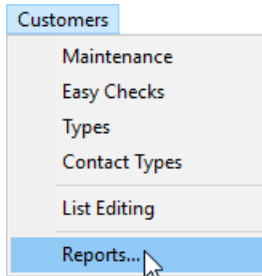 Customers
Maintenance
Easy Checks
Types
Contact Types
List Editing
Reports...